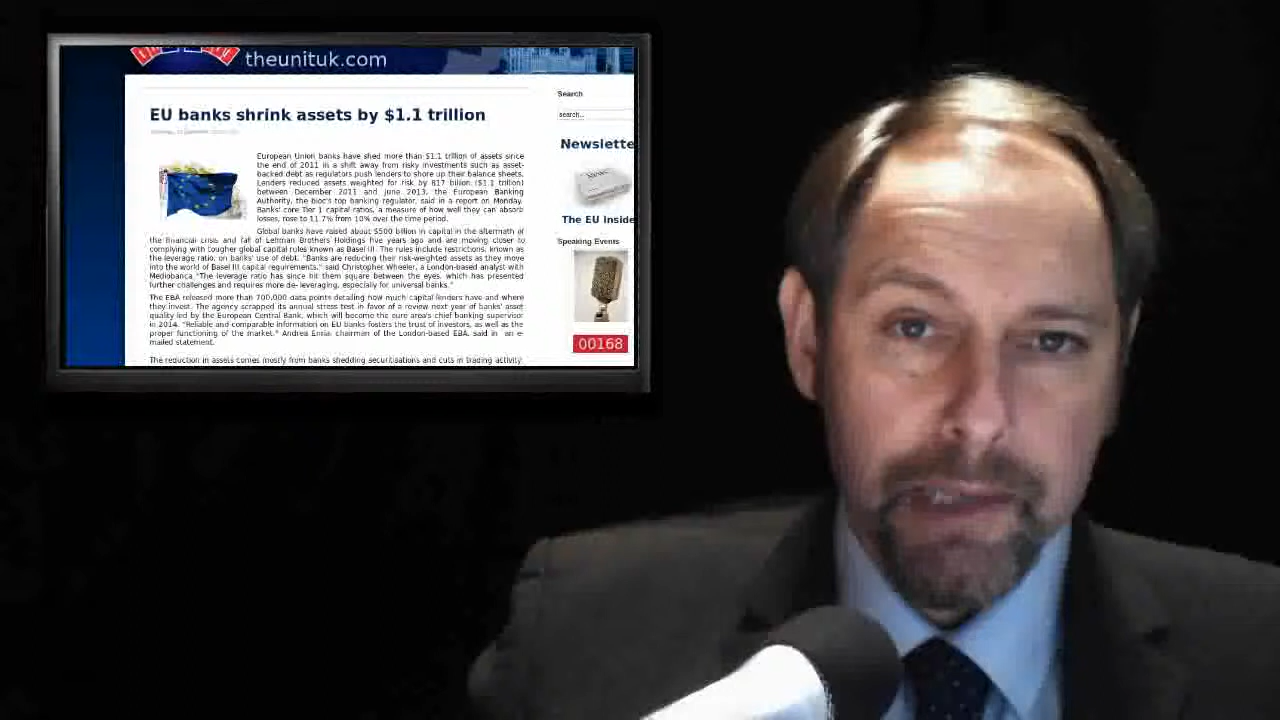 theunituk.com
EU banks shrink assets by $1.1 trillion
European Union banks have shed more than $1.1 trillion of assets since
the end of 2011 in a shift away from risky investments such as asset-
backed debt as regulators push lenders to shore up their balance sheets.
Lenders reduced assets weighted for risk by 817 billion ($1.1 trillion)
between December 2011 and June 2013, the European Banking
Authority, the bloc's top banking regulator, said in a report on Monday.
Banks' core Tier 1 capital ratios, a measure of how well they can absorb
losses, rose to 11.7% from 10% over the time period.
Global banks have raised about $500 billion in capital in the aftermath of
the financial crisis and fall of Lehman Brothers Holdings five years ago and are moving closer to
complying with tougher global capital rules known as Basel III. The rules include restrictions, known as
the leverage ratio, on banks' use of debt. "Banks are reducing their risk-weighted assets as they move
into the world of Basel III capital requirements," said Christopher Wheeler, a London-based analyst with
Mediobanca. "The leverage ratio has since hit them square between the eyes, which has presented
further challenges and requires more de-leveraging, especially for universal banks."
The EBA released more than 700,000 data points detailing how much capital lenders have and where
they invest. The agency scrapped its annual stress test in favor of a review next year of banks' asset
quality led by the European Central Bank, which will become the euro area's chief banking supervisor
in 2014. "Reliable and comparable information on EU banks fosters the trust of investors, as well as the
proper functioning of the market," Andrea Enria, chairman of the London-based EBA, said in an e-
mailed statement.
The reduction in assets comes mostly from banks shedding securitisations and cuts in trading activity.
Search
search...
Newslette
The EU Inside
Speaking Events
00168